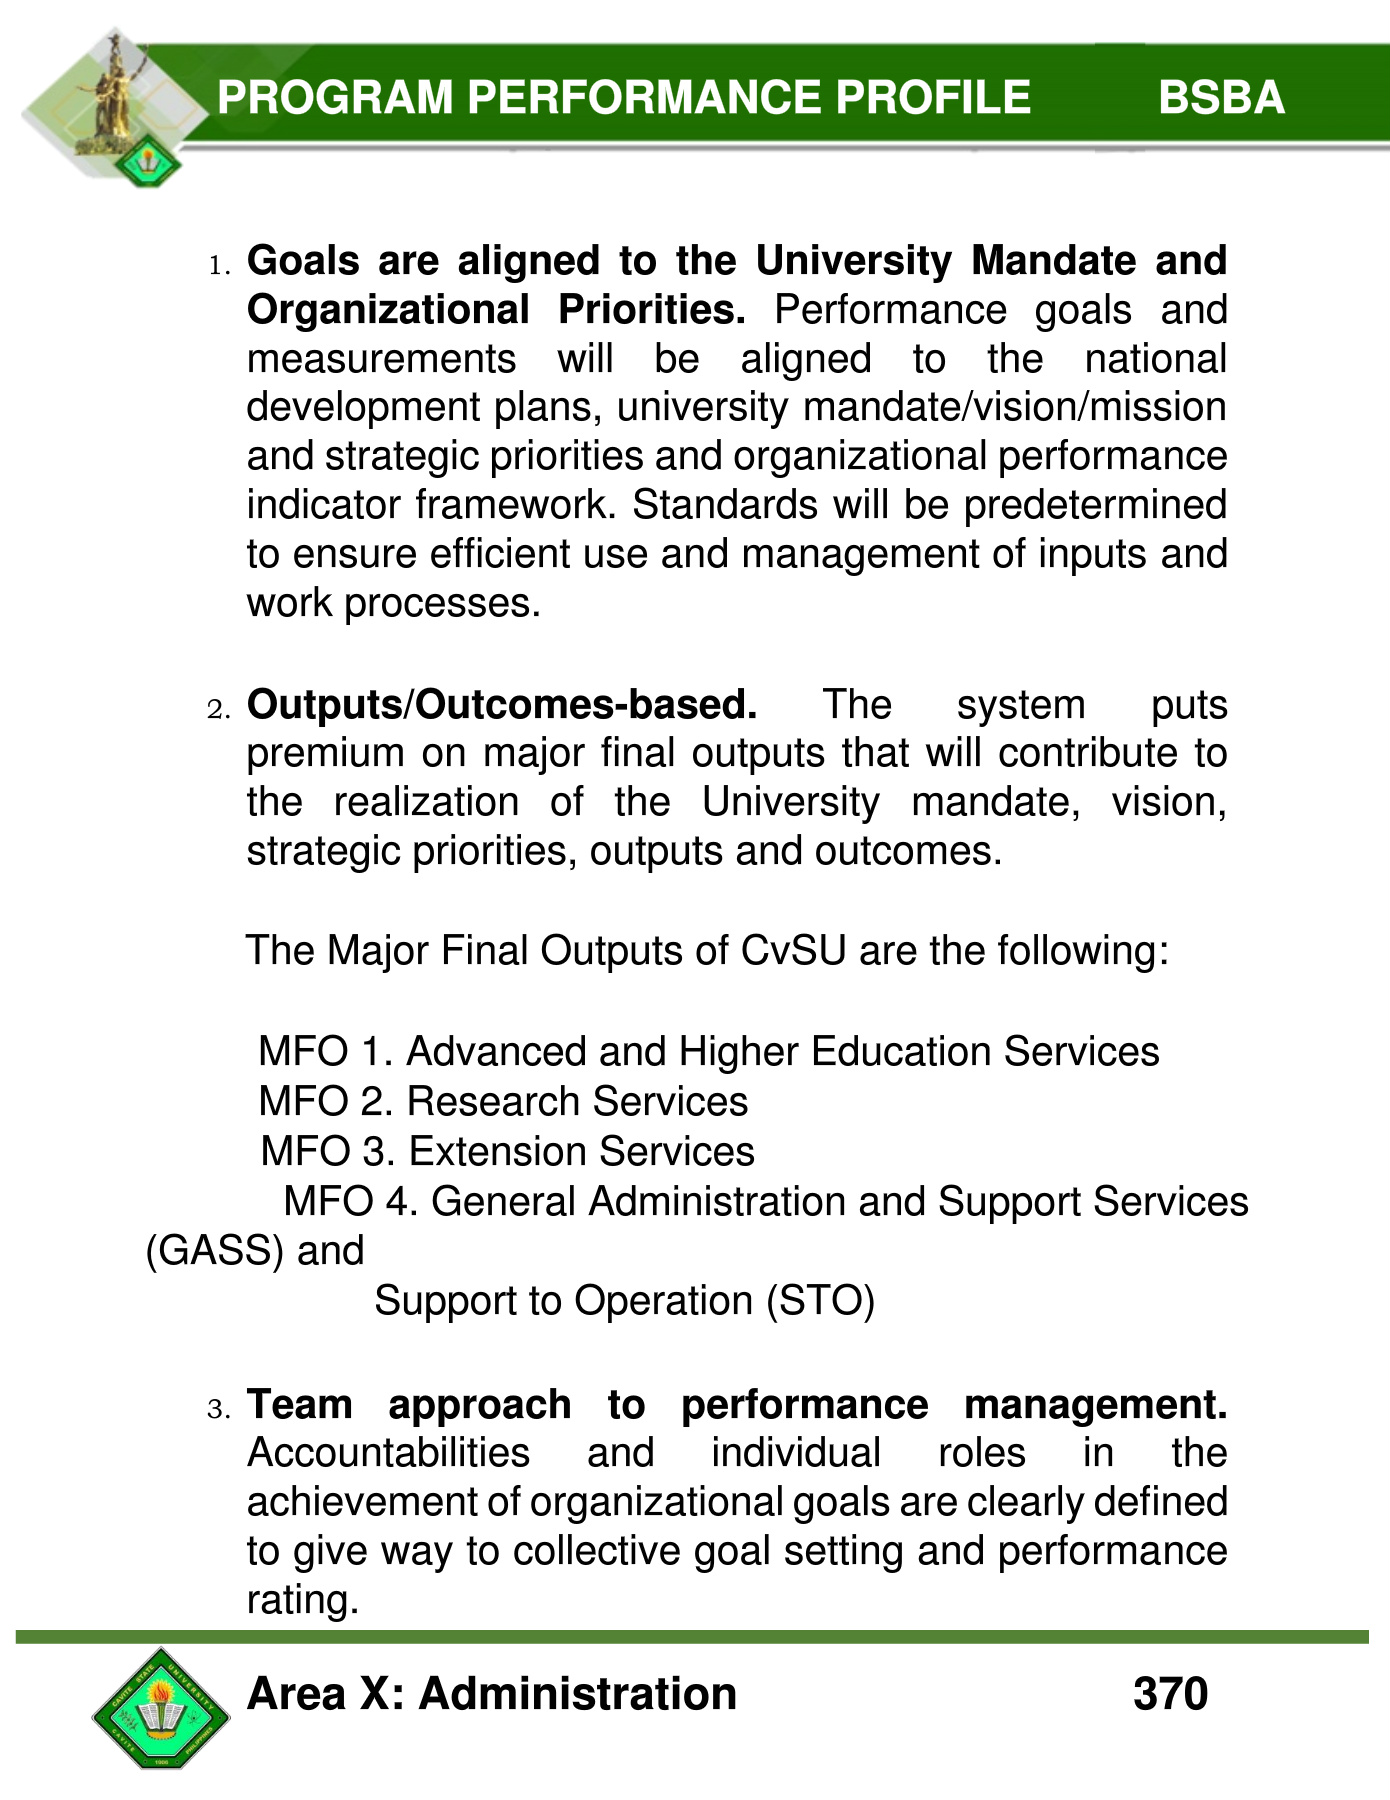 PROGRAM PERFORMANCE PROFILE BSBA
1. Goals are aligned to the University Mandate and
Organizational Priorities. Performance goals and
measurements will be aligned to the national
development plans, university mandate/vision/mission
and strategic priorities and organizational performance
indicator framework. Standards will be predetermined
to ensure efficient use and management of inputs and
work processes.
2. Outputs/Outcomes-based. The system puts
premium on major final outputs that will contribute to
the realization of the University mandate, vision,
strategic priorities, outputs and outcomes.
The Major Final Outputs of CvSU are the following:
MFO 1. Advanced and Higher Education Services
MFO 2. Research Services
MFO 3. Extension Services
MFO 4. General Administration and Support Services
(GASS) and
Support to Operation (STO)
3. Team approach to performance management.
Accountabilities and individual roles in the
achievement of organizational goals are clearly defined
to give way to collective goal setting and performance
rating.
CAVITE STATE UNIVERSITY
CAVITE PHILIPPINES
1906
Area X: Administration 370